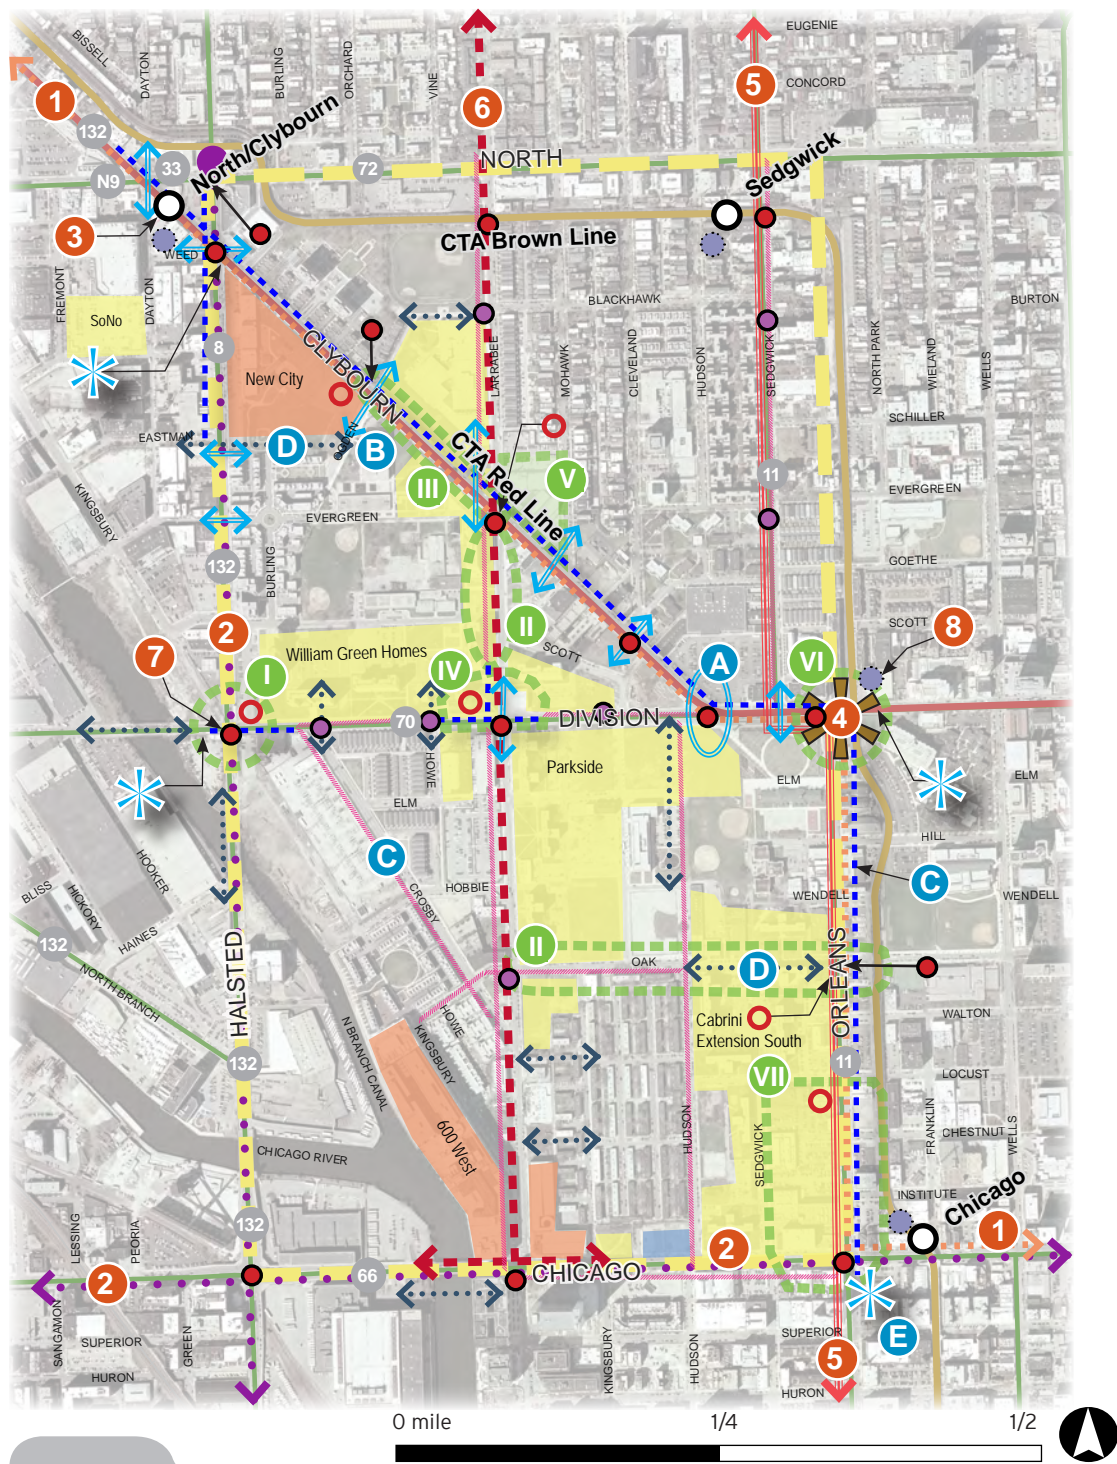 EUGENIE
CONCORD
BISSELL
DAYTON
BURLING
ORCHARD
VINE
1
6
5
132
33
N9
72
North/Clybourn
NORTH
Sedgwick
3
CTA Brown Line
WEED
FREMONT
DAYTON
SoNo
8
New City
CLYBOURN
BLACKHAWK
BURTON
LARRABEE
MOHAWK
CLEVELAND
HUDSON
SEDGWICK
NORTH PARK
WIELAND
WELLS
SCHILLER
EASTMAN
D
OGDEN
B
CTA Red Line
III
V
11
EVERGREEN
EVERGREEN
KINGSBURY
132
BURLING
GOETHE
2
II
SCOTT
SCOTT
8
7
William Green Homes
I
IV
A
VI
70
DIVISION
4
HOWE
Parkside
ELM
ELM
ELM
HILL
C
C
HOOKER
BLISS
HICKORY
HAINES
CROSBY
HOBBIE
WENDELL
WENDELL
132
NORTH BRANCH
HALSTED
II
OAK
D
ORLEANS
Cabrini
Extension South
WALTON
N BRANCH CANAL
KINGSBURY
HOWE
132
11
LOCUST
VII
600 West
CHESTNUT
HUDSON
SEDGWICK
FRANKLIN
WELLS
CHICAGO RIVER
INSTITUTE
Chicago
LESSING
PEORIA
132
2
1
2
66
CHICAGO
E
SANGAMON
SUPERIOR
GREEN
HURON
KINGSBURY
HUDSON
SUPERIOR
5
HURON
0 mile
1/4
1/2